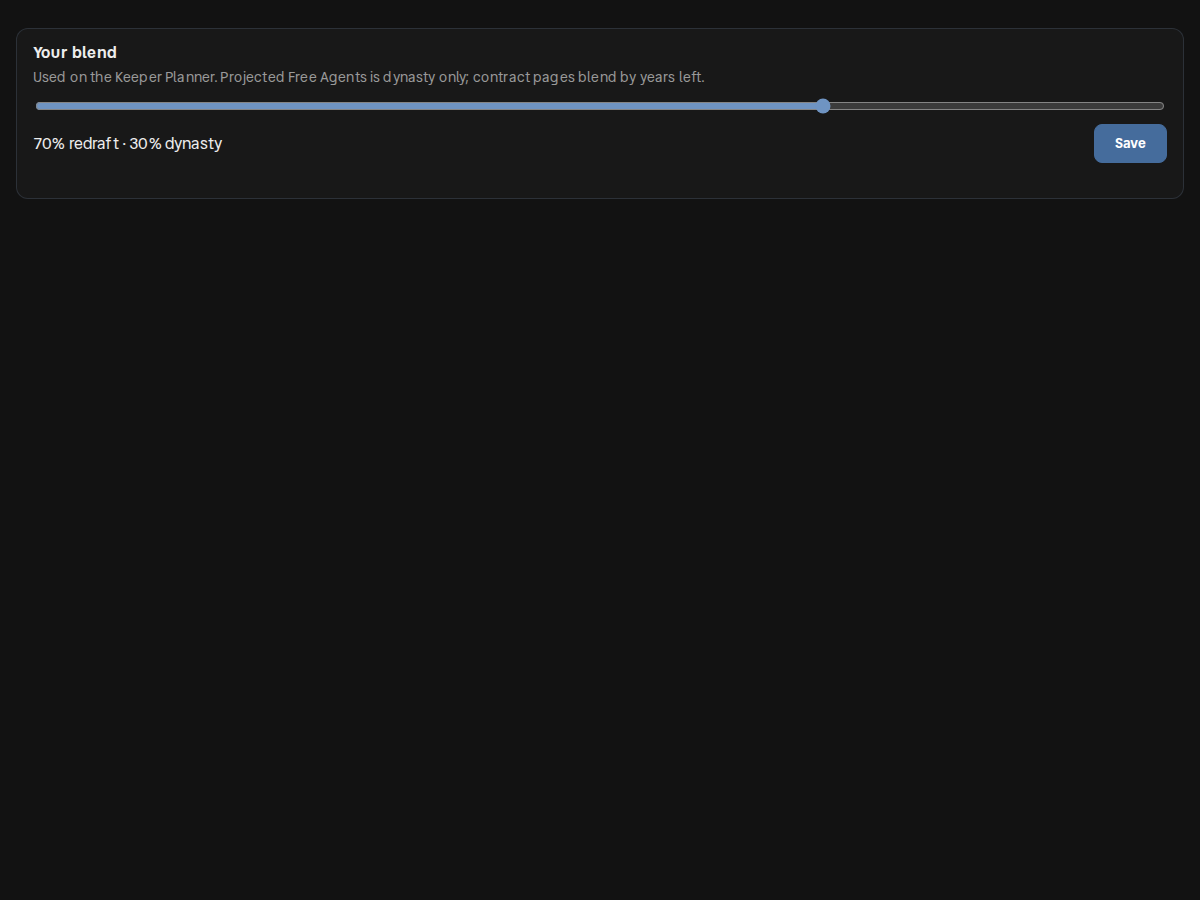 Your blend
Used on the Keeper Planner. Projected Free Agents is dynasty only; contract pages blend by years left.
70% redraft · 30% dynasty
Save